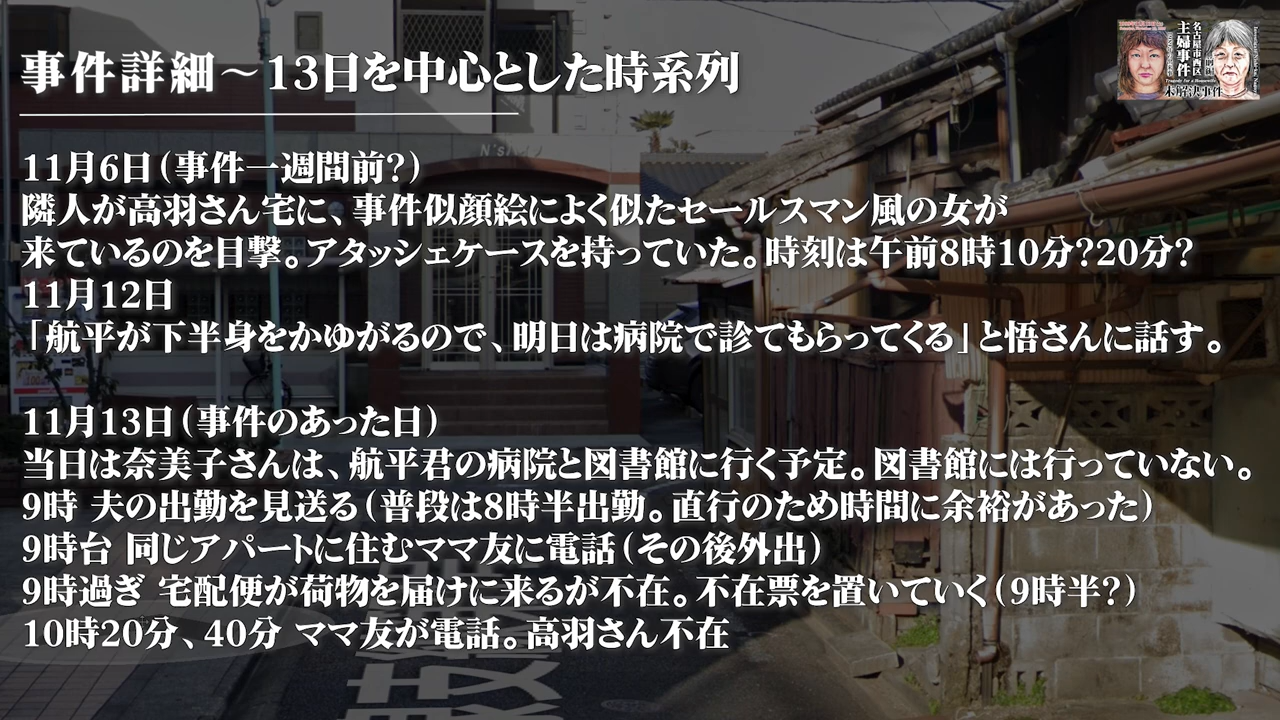 事件詳細～13日を中心とした時系列
名古屋市西区
主婦事件
未解決事件
11月6日（事件一週間前？）
隣人が高羽さん宅に、事件似顔絵によく似たセールスマン風の女が
来ているのを目撃。アタッシェケースを持っていた。時刻は午前8時10分？20分？
11月12日
「航平が下半身をかゆがるので、明日は病院で診てもらってくる」と悟さんに話す。
11月13日（事件のあった日）
当日は奈美子さんは、航平君の病院と図書館に行く予定。図書館には行っていない。
9時 夫の出勤を見送る（普段は8時半出勤。直行のため時間に余裕があった）
9時台 同じアパートに住むママ友に電話（その後外出）
9時過ぎ 宅配便が荷物を届けに来るが不在。不在票を置いていく（9時半？）
10時20分、40分 ママ友が電話。高羽さん不在